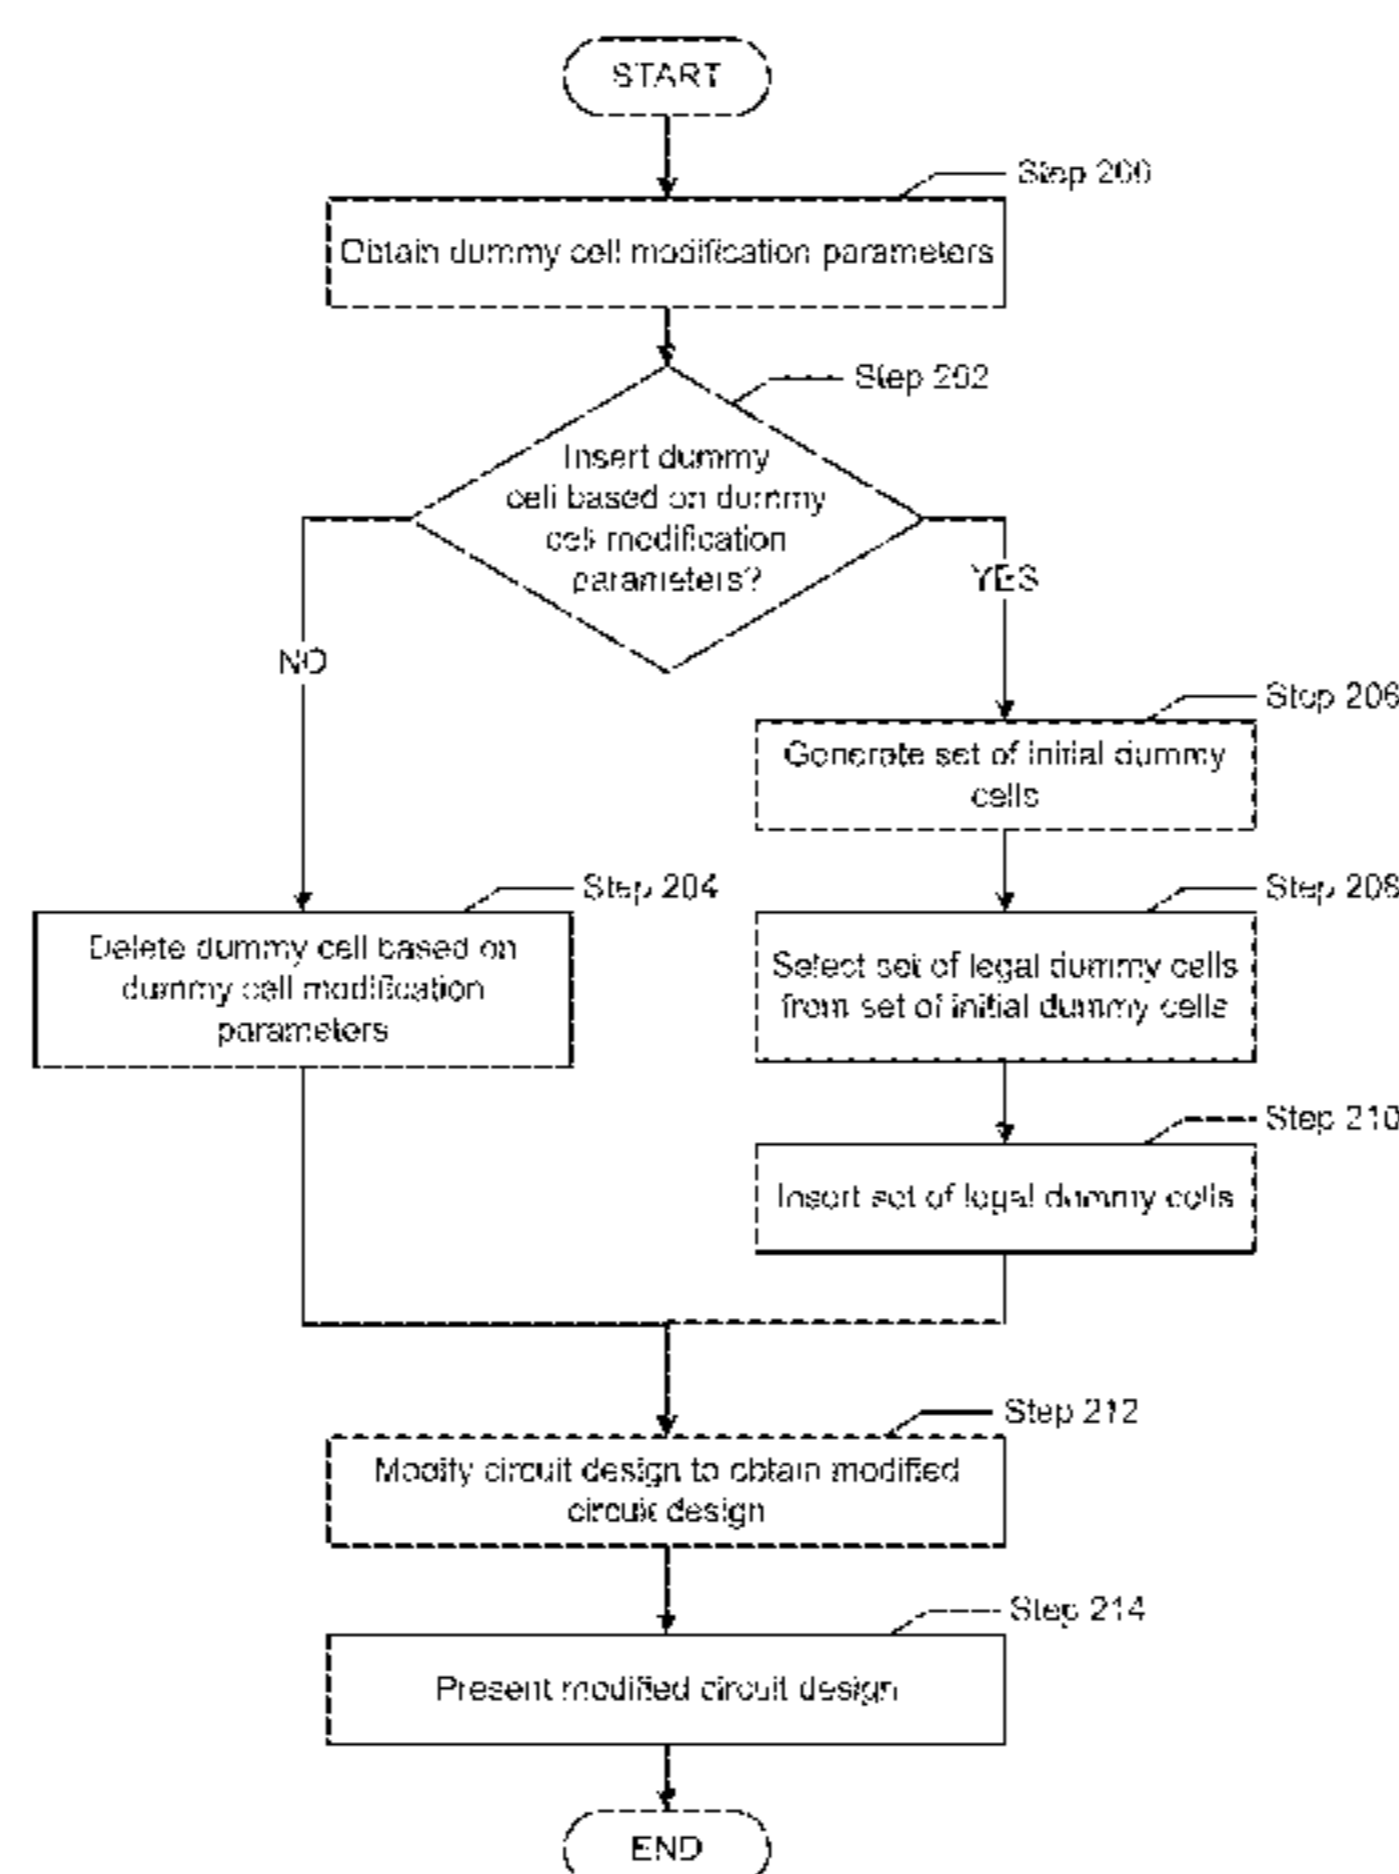 START
Step 200
Obtain dummy cell modification parameters
Step 202
Insert dummy
cell based on dummy
cell modification
parameters?
YES
NO
Step 206
Generate set of initial dummy
cells
Step 204
Delete dummy cell based on
dummy cell modification
parameters
Step 208
Select set of legal dummy cells
from set of initial dummy cells
Step 210
Insert set of legal dummy cells
Step 212
Modify circuit design to obtain modified
circuit design
Step 214
Present modified circuit design
END